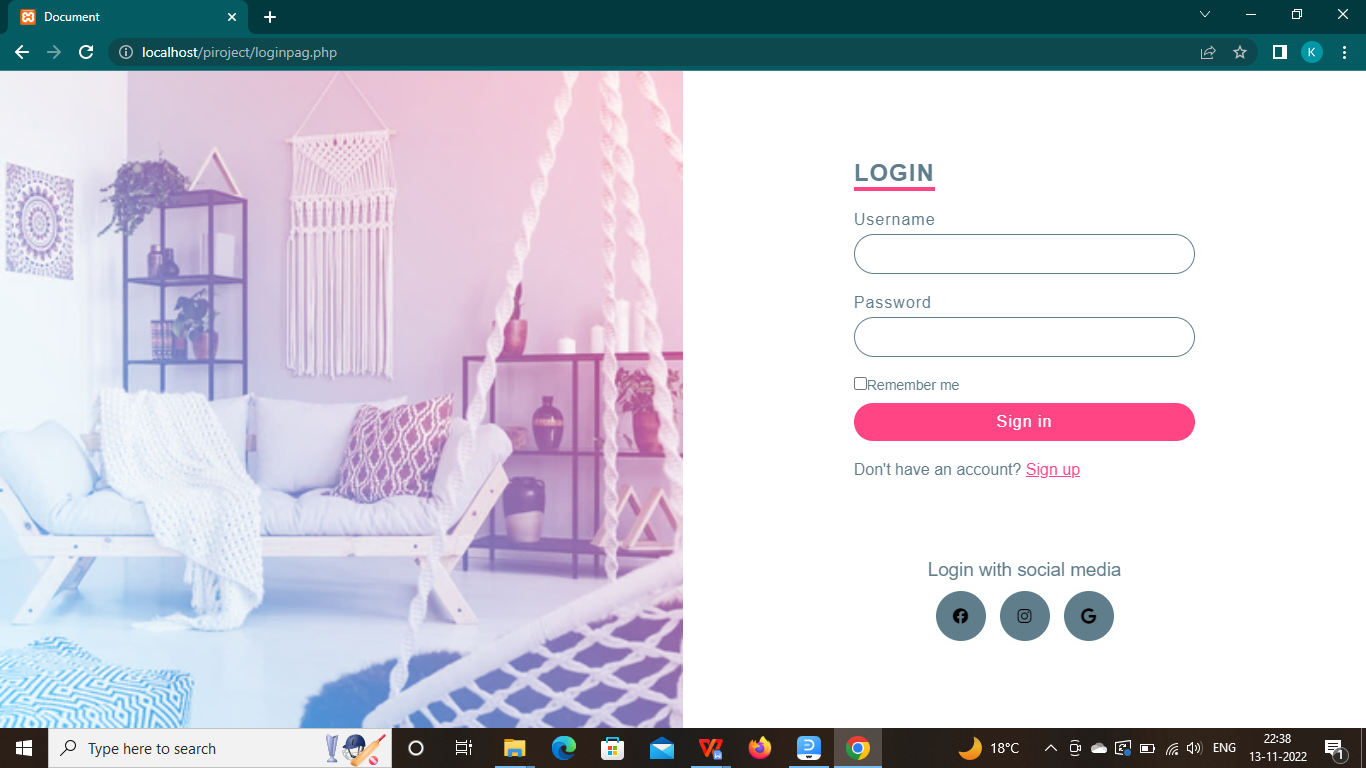 Document
localhost/piroject/loginpag.php
K
LOGIN
Username
Password
Remember me
Sign in
Don't have an account? Sign up
Login with social media
Type here to search
18°C
ENG
22:38
13-11-2022
1